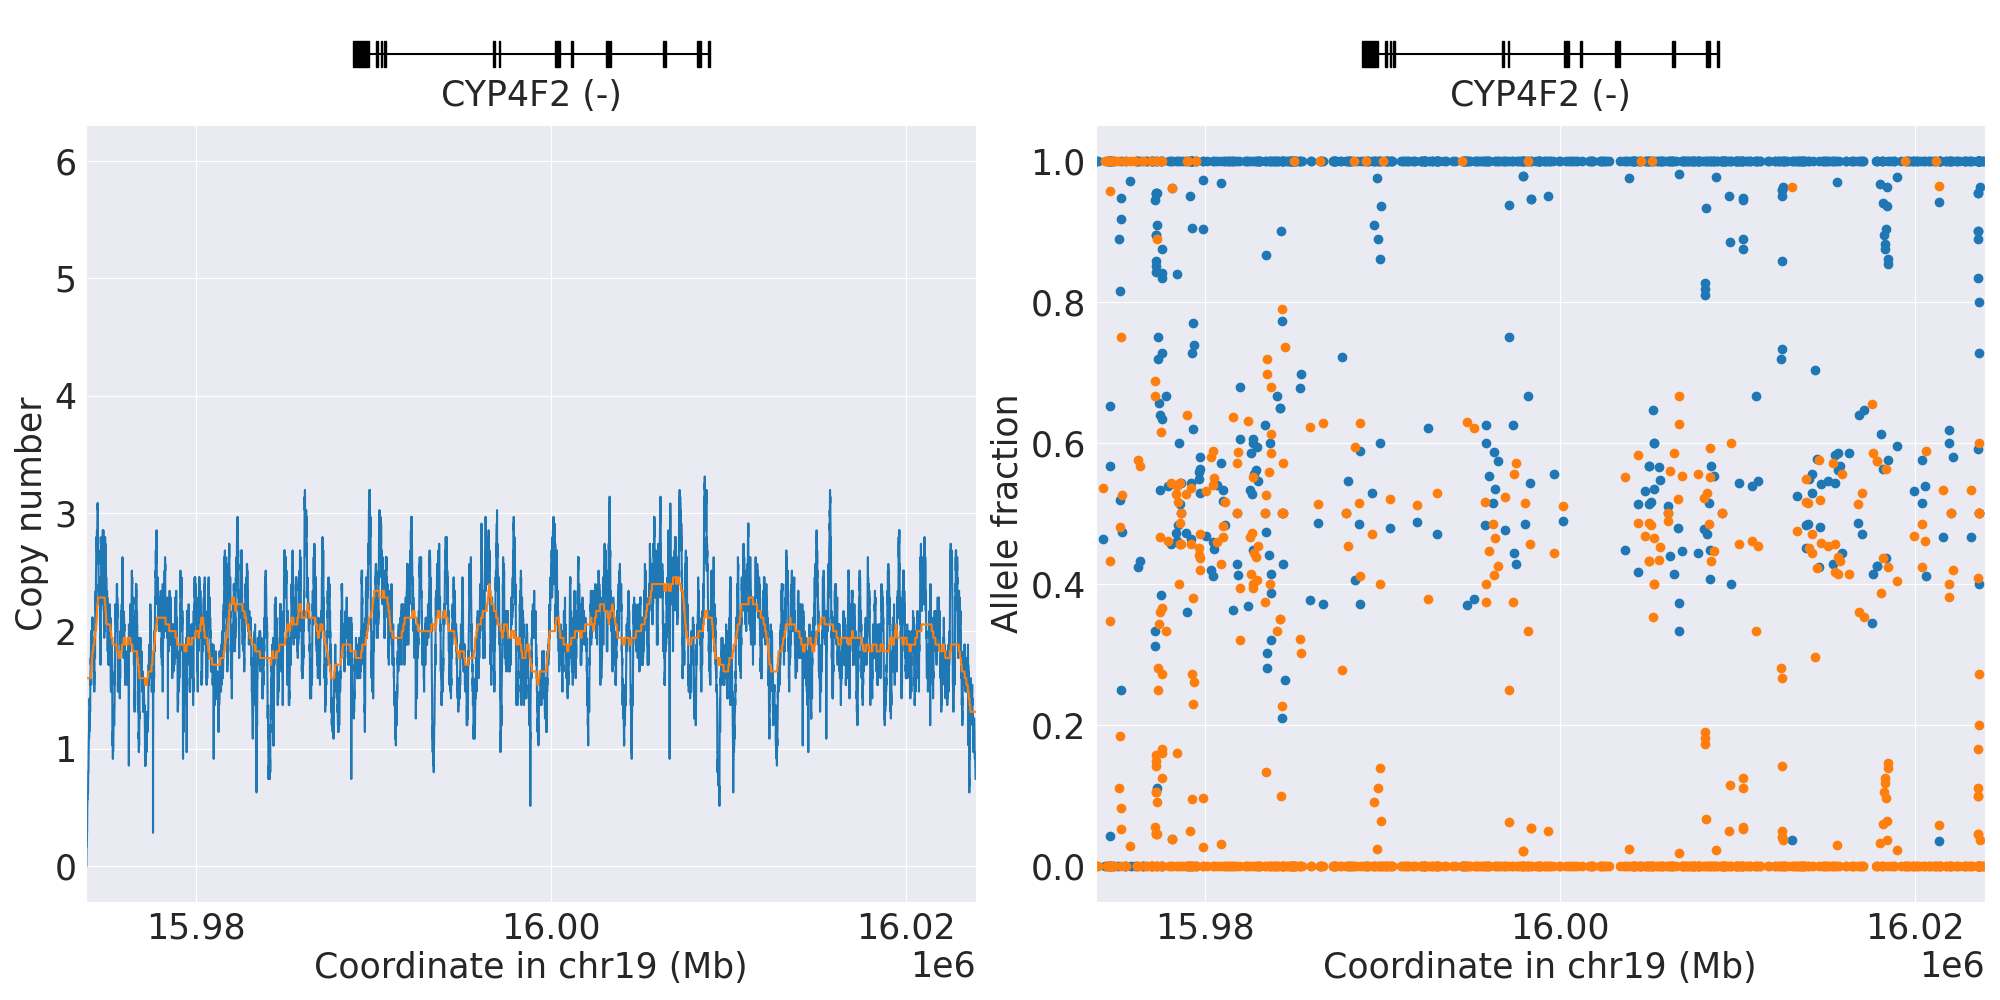 CYP4F2 (-)
6
5
4
3
2
1
0
Copy number
15.98
16.00
16.02
Coordinate in chr19 (Mb)
1e6
CYP4F2 (-)
1.0
0.8
0.6
0.4
0.2
0.0
Allele fraction
15.98
16.00
16.02
Coordinate in chr19 (Mb)
1e6